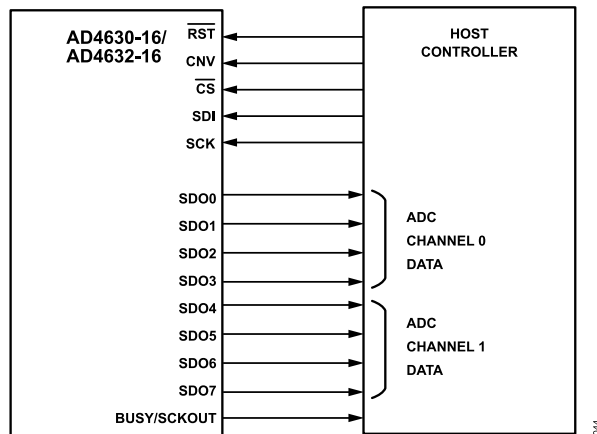 AD4630-16/
AD4632-16
RST
CNV
CS
SDI
SCK
SDO0
SDO1
SDO2
SDO3
SDO4
SDO5
SDO6
SDO7
BUSY/SCKOUT
HOST
CONTROLLER
ADC
CHANNEL 0
DATA
ADC
CHANNEL 1
DATA